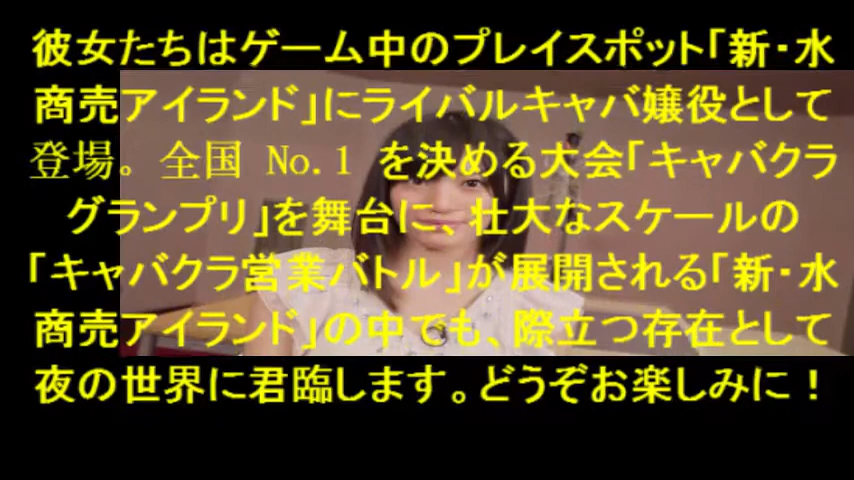 彼女たちはゲーム中のプレイスポット「新・水
商売アイランド」にライバルキャバ嬢役として
登場。全国 No.1 を決める大会「キャバクラ
グランプリ」を舞台に、壮大なスケールの
「キャバクラ営業バトル」が展開される「新・水
商売アイランド」の中でも、際立つ存在として
夜の世界に君臨します。どうぞお楽しみに！